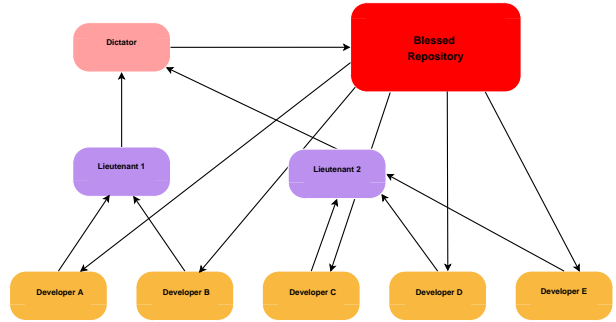 Dictator
Blessed
Repository
Lieutenant 1
Lieutenant 2
Developer A
Developer B
Developer C
Developer D
Developer E